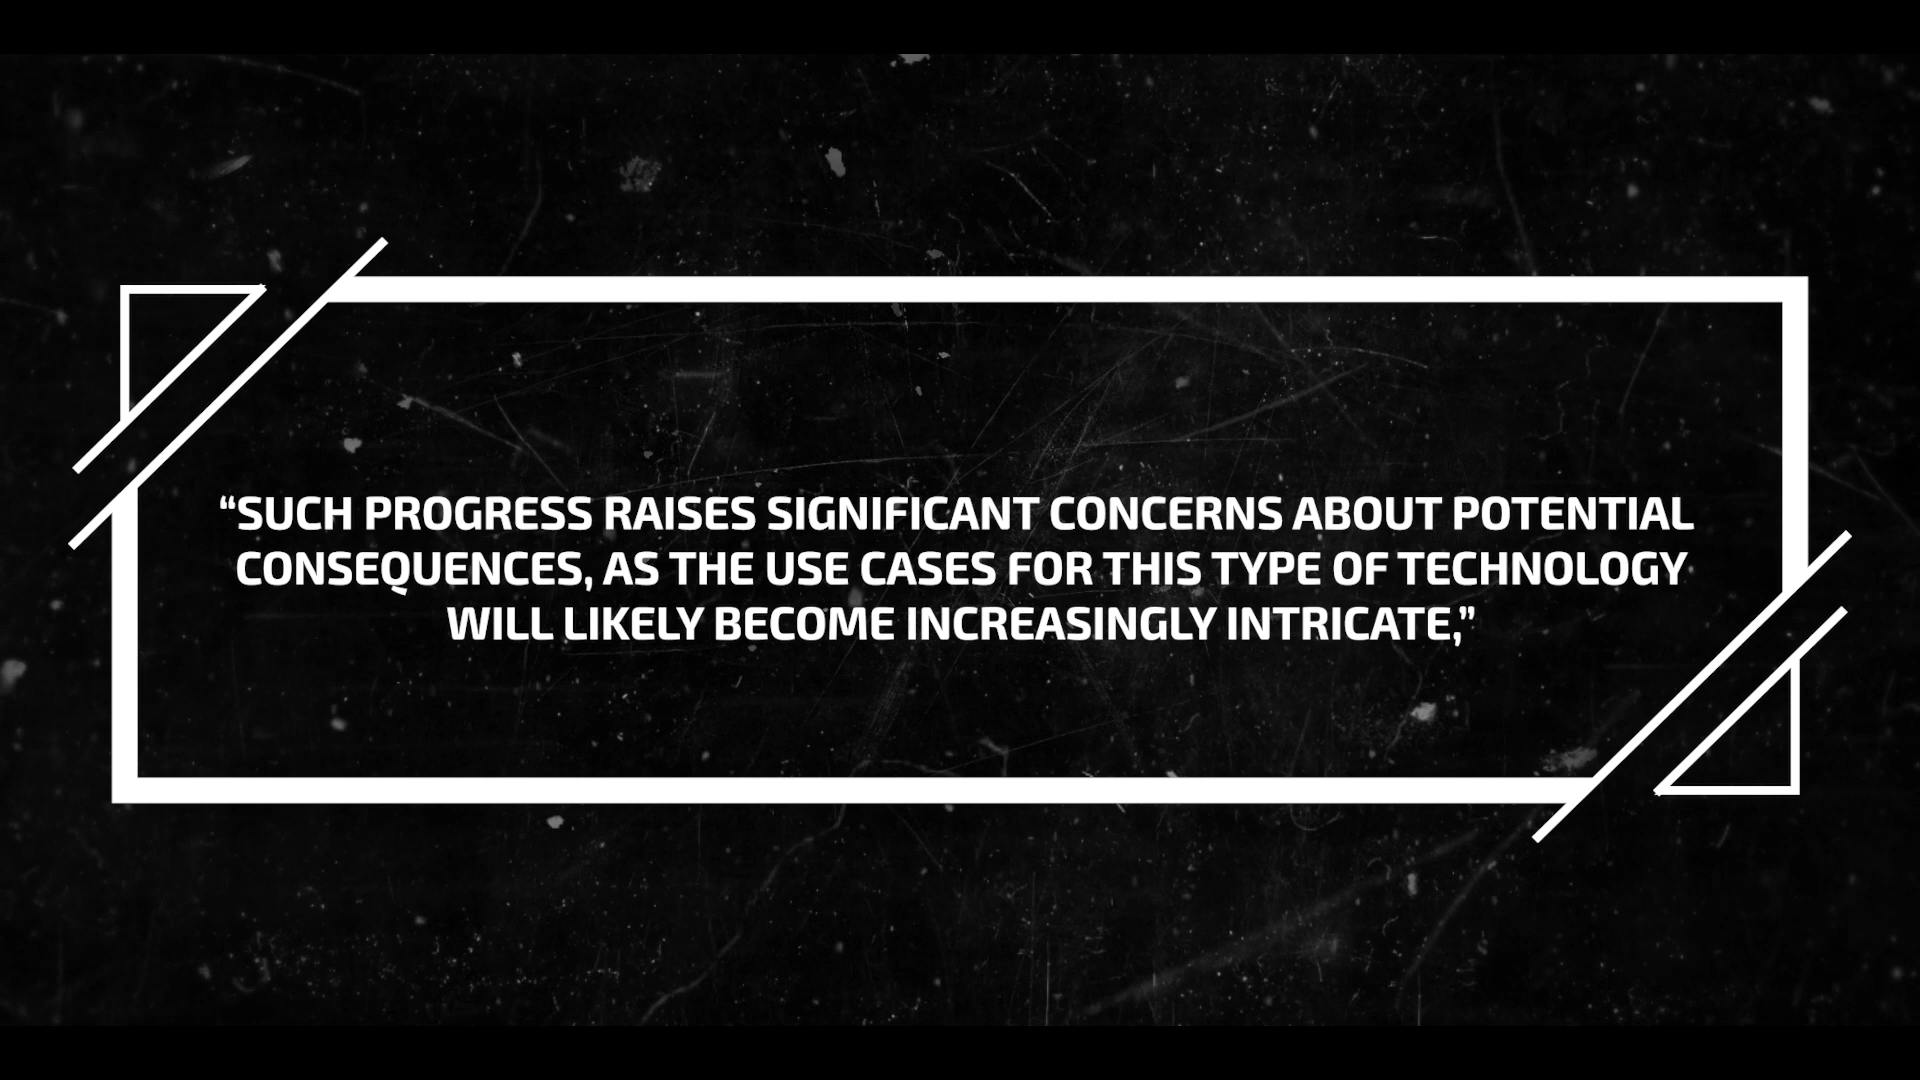 “SUCH PROGRESS RAISES SIGNIFICANT CONCERNS ABOUT POTENTIAL
CONSEQUENCES, AS THE USE CASES FOR THIS TYPE OF TECHNOLOGY
WILL LIKELY BECOME INCREASINGLY INTRICATE,”